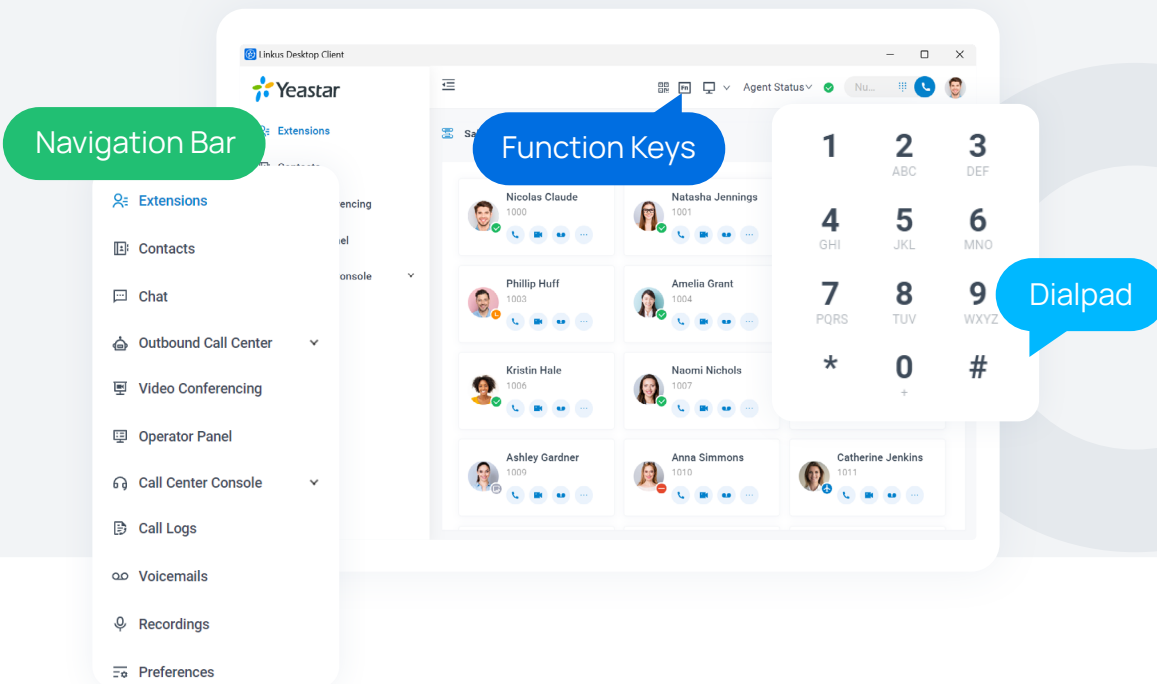 Linkus Desktop Client
Yeastar
Fn
Agent Status
Nu...
Navigation Bar
Extensions
Function Keys
Dialpad
Extensions
Contacts
Chat
Outbound Call Center
Video Conferencing
Operator Panel
Call Center Console
Call Logs
Voicemails
Recordings
Preferences
Nicolas Claude
1000
Natasha Jennings
1001
Phillip Huff
1003
Amelia Grant
1004
Kristin Hale
1006
Naomi Nichols
1007
Ashley Gardner
1009
Anna Simmons
1010
Catherine Jenkins
1011
1 2 3
ABC DEF
4 5 6
GHI JKL MNO
7 8 9
PQRS TUV WXYZ
* 0 #
+